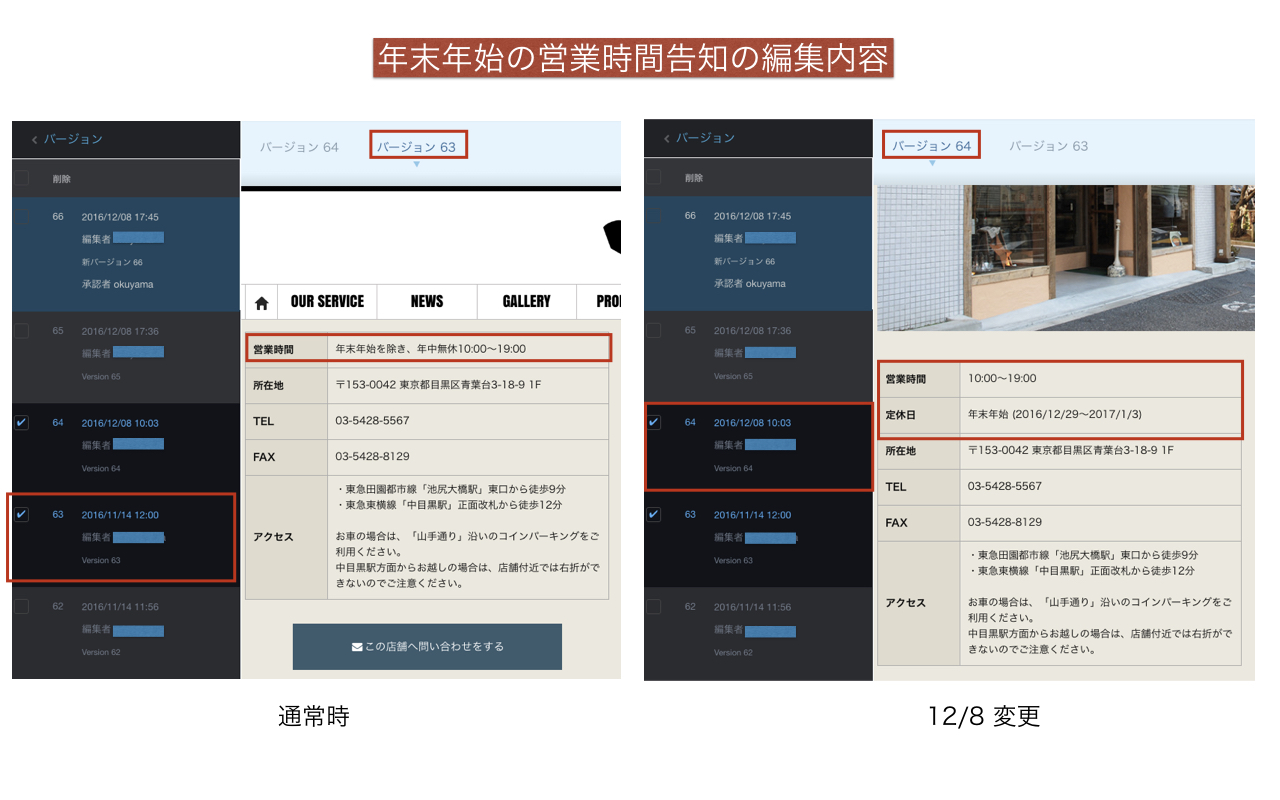 年末年始の営業時間告知の編集内容
バージョン
削除
66 2016/12/08 17:45
編集者
新バージョン 66
承認者 okuyama
65 2016/12/08 17:36
編集者
Version 65
64 2016/12/08 10:03
編集者
Version 64
63 2016/11/14 12:00
編集者
Version 63
62 2016/11/14 11:56
編集者
Version 62
バージョン 64 バージョン 63
OUR SERVICE NEWS GALLERY
営業時間 年末年始を除き、年中無休10:00〜19:00
所在地 〒153-0042 東京都目黒区青葉台3-18-9 1F
TEL 03-5428-5567
FAX 03-5428-8129
アクセス
・東急田園都市線「池尻大橋駅」東口から徒歩9分
・東急東横線「中目黒駅」正面改札から徒歩12分
お車の場合は、「山手通り」沿いのコインパーキングをご
利用ください。
中目黒駅方面からお越しの場合は、店舗付近では右折がで
きないのでご注意ください。
この店舗へ問い合わせをする
通常時
バージョン
削除
66 2016/12/08 17:45
編集者
新バージョン 66
承認者 okuyama
65 2016/12/08 17:36
編集者
Version 65
64 2016/12/08 10:03
編集者
Version 64
63 2016/11/14 12:00
編集者
Version 63
62 2016/11/14 11:56
編集者
Version 62
バージョン 64 バージョン 63
営業時間 10:00〜19:00
定休日 年末年始 (2016/12/29〜2017/1/3)
所在地 〒153-0042 東京都目黒区青葉台3-18-9 1F
TEL 03-5428-5567
FAX 03-5428-8129
アクセス
・東急田園都市線「池尻大橋駅」東口から徒歩9分
・東急東横線「中目黒駅」正面改札から徒歩12分
お車の場合は、「山手通り」沿いのコインパーキングをご
利用ください。
中目黒駅方面からお越しの場合は、店舗付近では右折がで
きないのでご注意ください。
12/8 変更